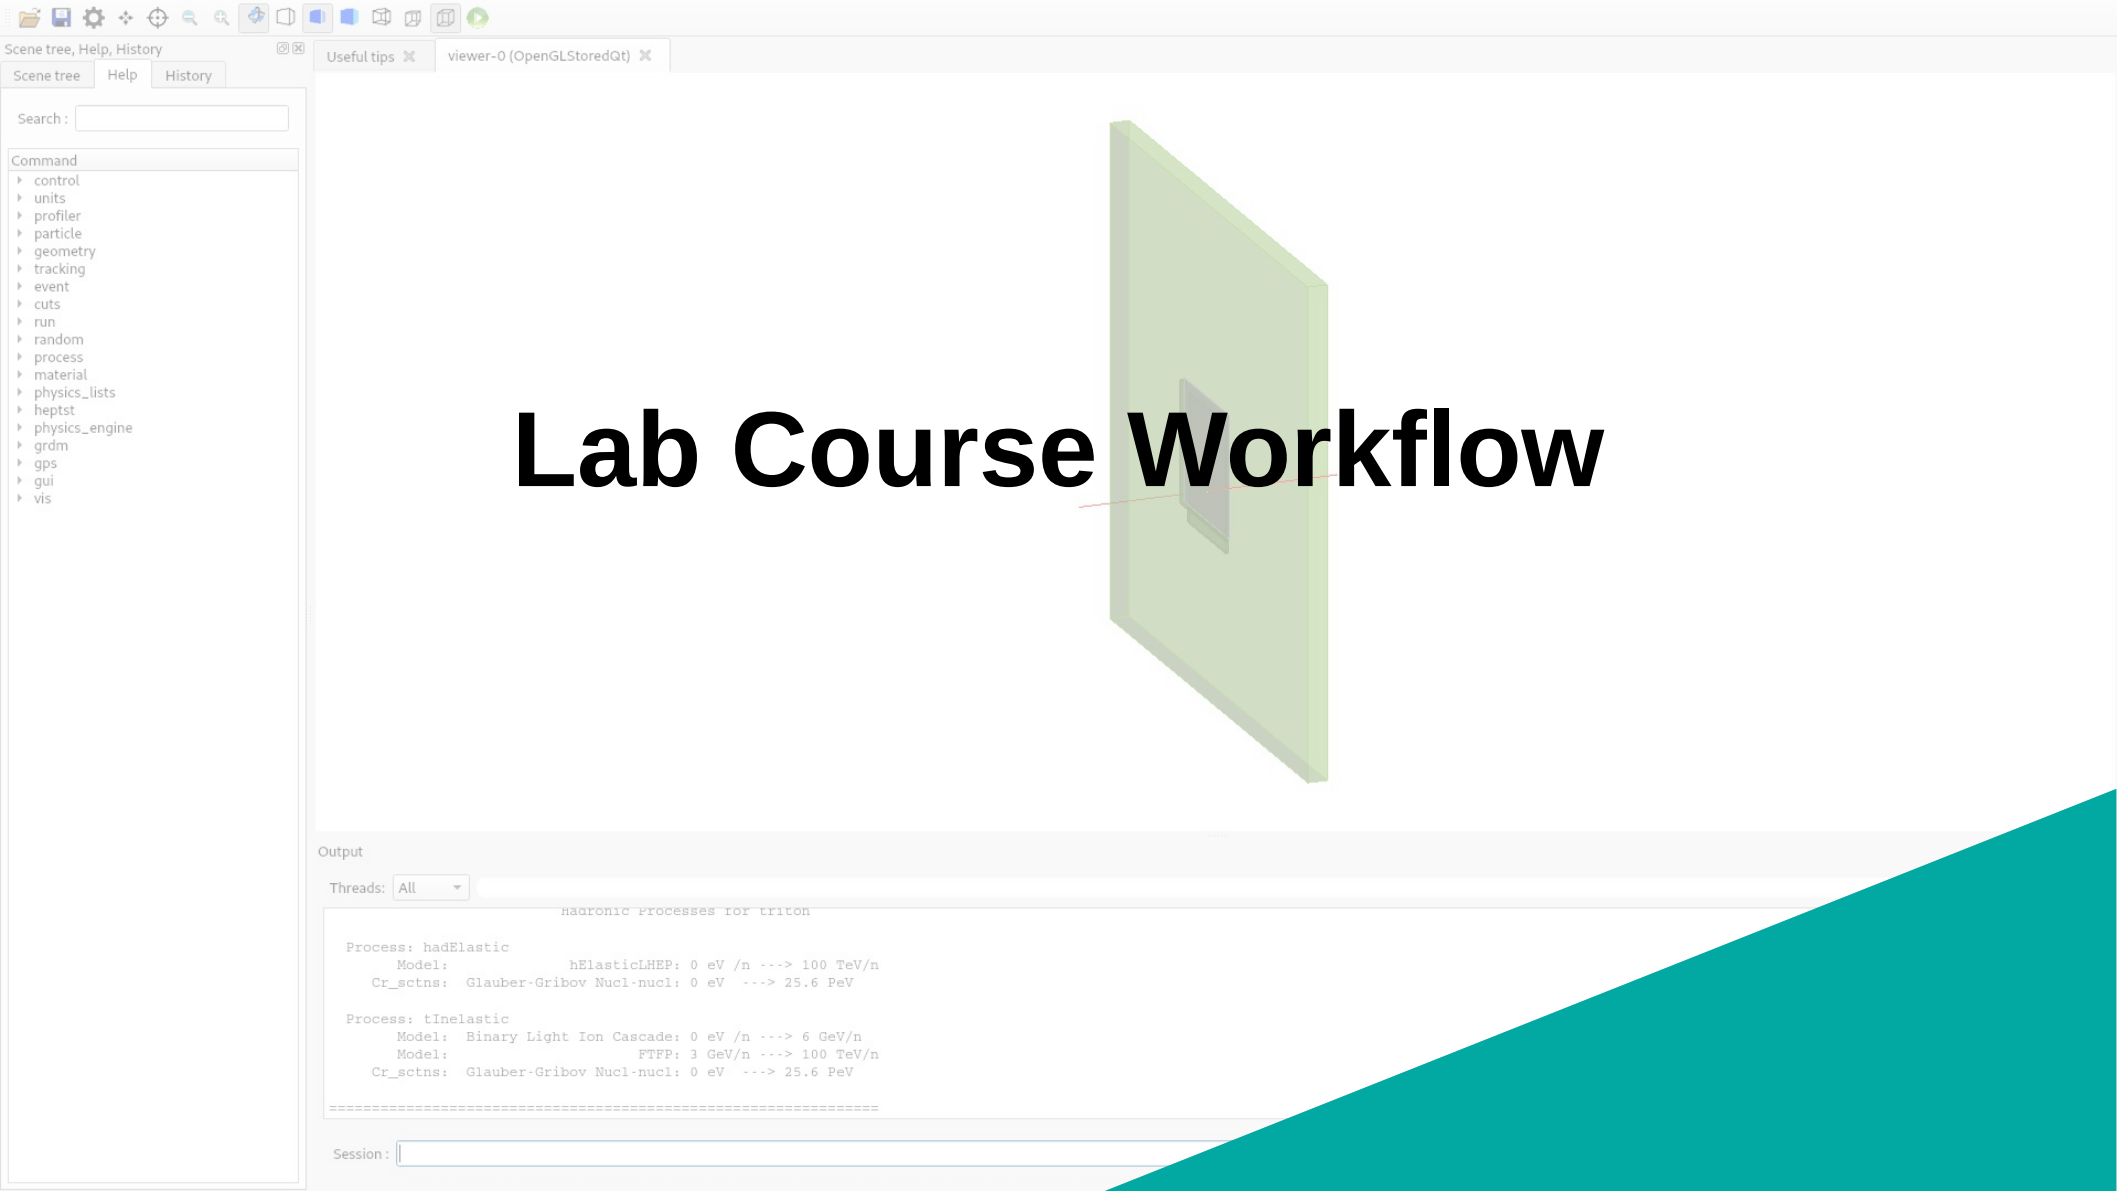 Scene tree, Help, History
Scene tree
Help
History
Search :
Command
control
units
profiler
particle
geometry
tracking
event
cuts
run
random
process
material
physics_lists
heptst
physics_engine
grdm
gps
gui
vis
Useful tips
viewer-0 (OpenGLStoredQt)
Lab Course Workflow
Output
Threads: All
Hadronic Processes for triton
Process: hadElastic
Model: hElasticLHEP: 0 eV /n ---> 100 TeV/n
Cr_sctns: Glauber-Gribov Nucl-nucl: 0 eV ---> 25.6 PeV
Process: tInelastic
Model: Binary Light Ion Cascade: 0 eV /n ---> 6 GeV/n
Model: FTFP: 3 GeV/n ---> 100 TeV/n
Cr_sctns: Glauber-Gribov Nucl-nucl: 0 eV ---> 25.6 PeV
================================================================
Session :